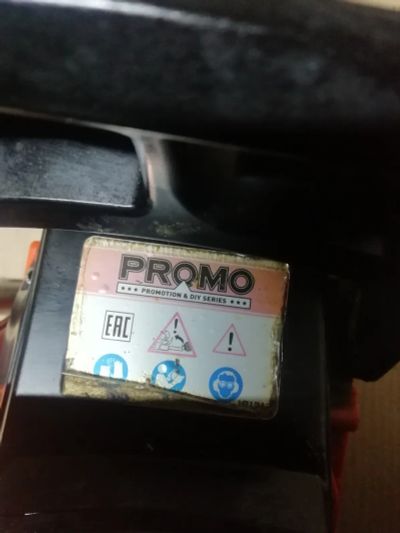 PROMO
PROMOTION & DIY SERIES
EAC